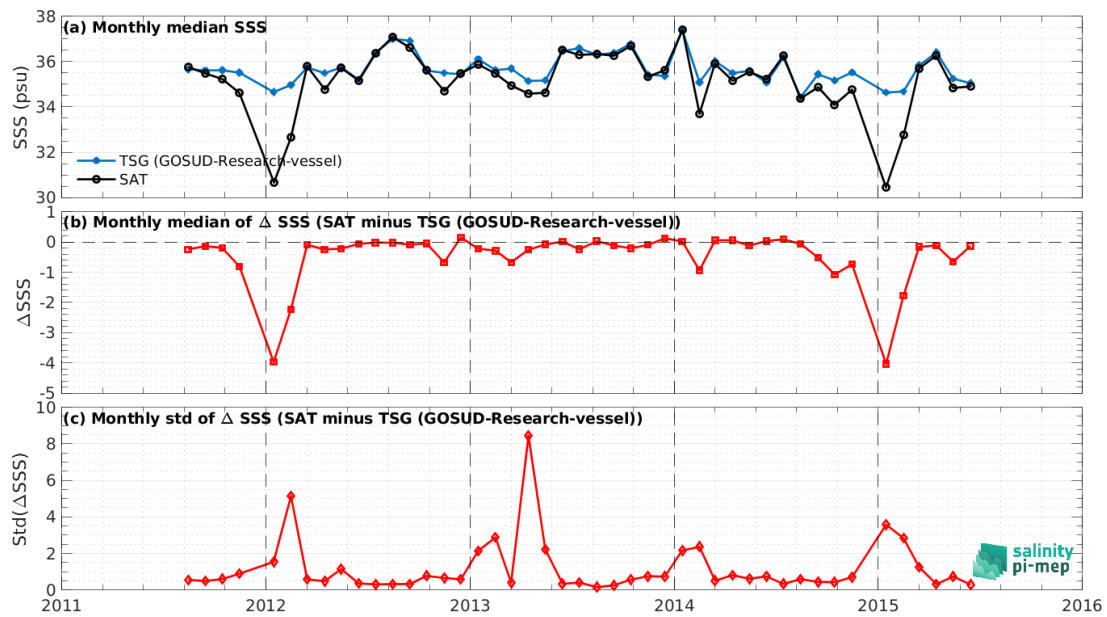 (a) Monthly median SSS
SSS (psu)
38
36
34
32
30
TSG (GOSUD-Research-vessel)
SAT
(b) Monthly median of Δ SSS (SAT minus TSG (GOSUD-Research-vessel))
ΔSSS
1
0
-1
-2
-3
-4
-5
(c) Monthly std of Δ SSS (SAT minus TSG (GOSUD-Research-vessel))
Std(ΔSSS)
10
8
6
4
2
0
salinity
pi-mep
2011 2012 2013 2014 2015 2016